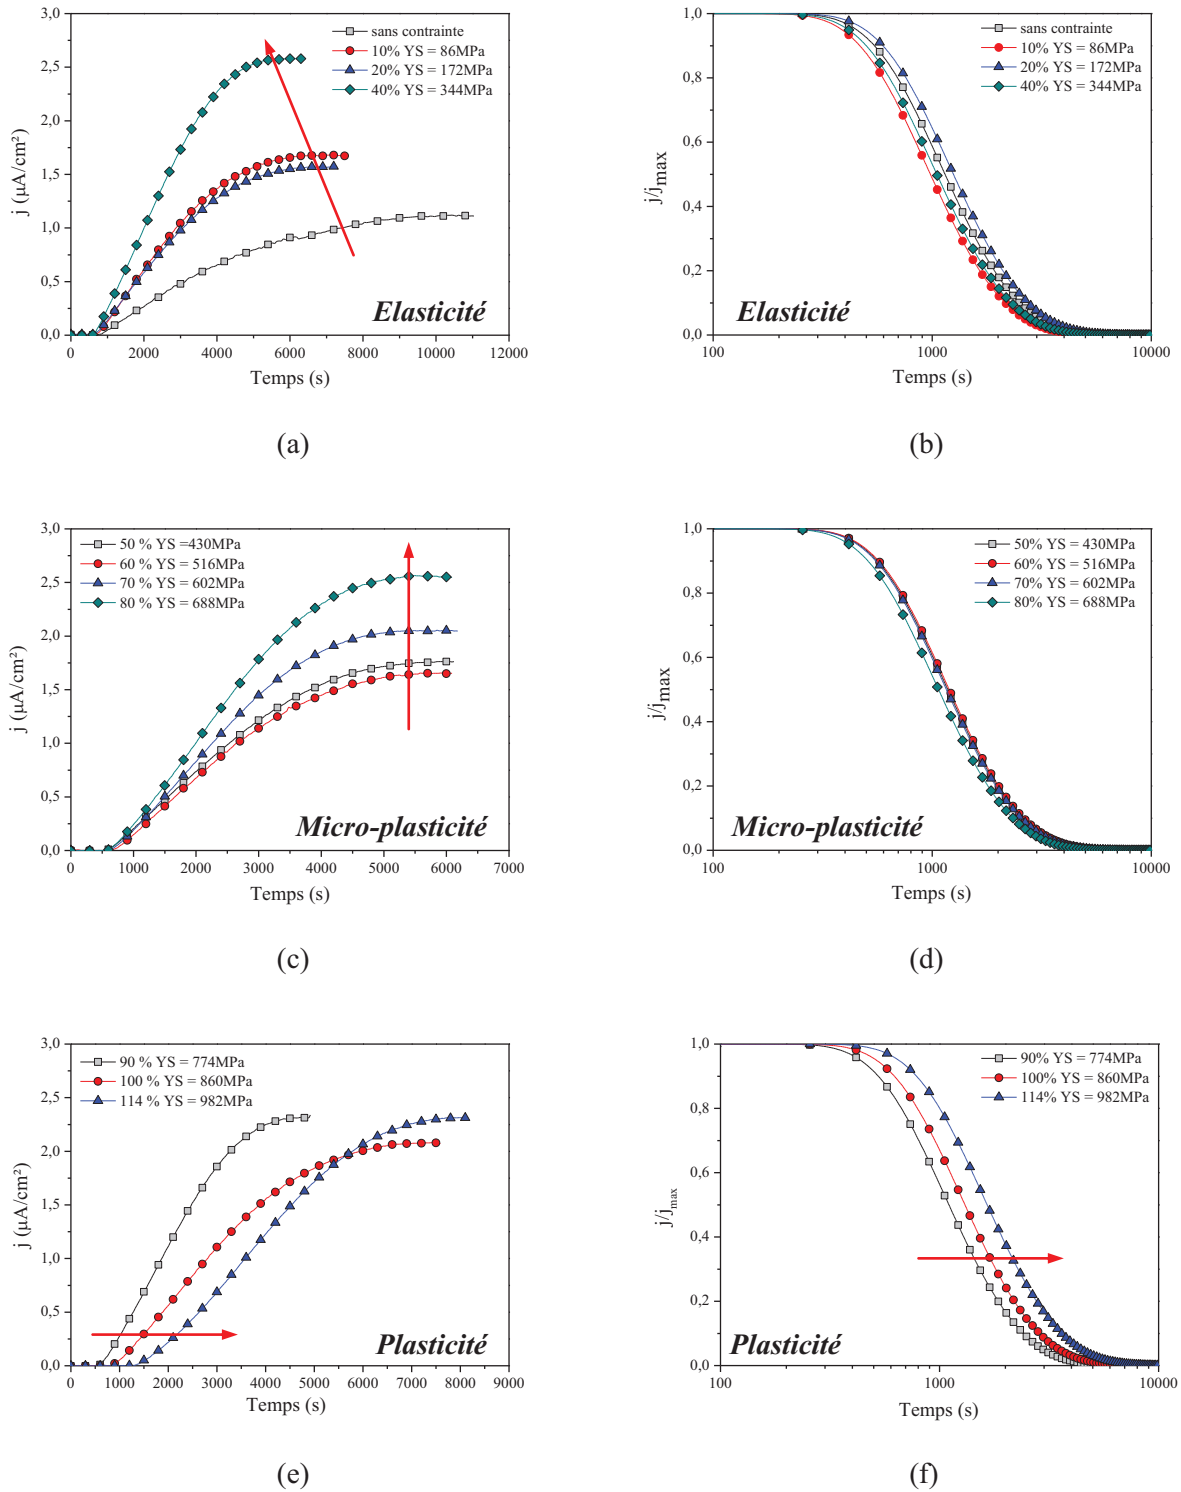 3,0
2,5
2,0
1,5
1,0
0,5
0,0
0
2000
4000
6000
8000
10000
12000
j (µA/cm²)
Temps (s)
sans contrainte
10% YS = 86MPa
20% YS = 172MPa
40% YS = 344MPa
Elasticité
(a)
1,0
0,8
0,6
0,4
0,2
0,0
100
1000
10000
j/jmax
Temps (s)
sans contrainte
10% YS = 86MPa
20% YS = 172MPa
40% YS = 344MPa
Elasticité
(b)
3,0
2,5
2,0
1,5
1,0
0,5
0,0
0
1000
2000
3000
4000
5000
6000
7000
j (µA/cm²)
Temps (s)
50 % YS =430MPa
60 % YS = 516MPa
70 % YS = 602MPa
80 % YS = 688MPa
Micro-plasticité
(c)
1,0
0,8
0,6
0,4
0,2
0,0
100
1000
10000
j/jmax
Temps (s)
50% YS = 430MPa
60% YS = 516MPa
70% YS = 602MPa
80% YS = 688MPa
Micro-plasticité
(d)
3,0
2,5
2,0
1,5
1,0
0,5
0,0
0
1000
2000
3000
4000
5000
6000
7000
8000
9000
j (µA/cm²)
Temps (s)
90 % YS = 774MPa
100 % YS = 860MPa
114 % YS = 982MPa
Plasticité
(e)
1,0
0,8
0,6
0,4
0,2
0,0
100
1000
10000
j/jmax
Temps (s)
90% YS = 774MPa
100% YS = 860MPa
114% YS = 982MPa
Plasticité
(f)